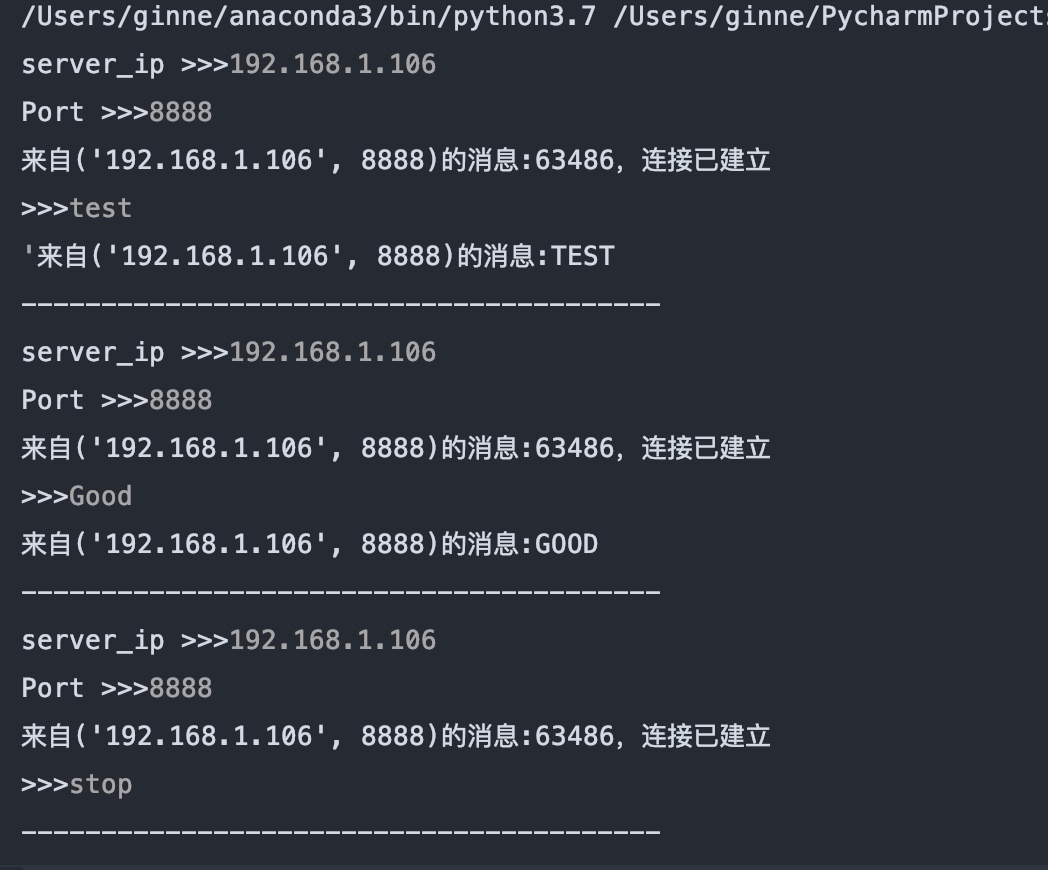 /Users/ginne/anaconda3/bin/python3.7 /Users/ginne/PycharmProject
server_ip >>>192.168.1.106
Port >>>8888
来自('192.168.1.106', 8888)的消息:63486，连接已建立
>>>test
'来自('192.168.1.106', 8888)的消息:TEST
----------------------------------------
server_ip >>>192.168.1.106
Port >>>8888
来自('192.168.1.106', 8888)的消息:63486，连接已建立
>>>Good
来自('192.168.1.106', 8888)的消息:GOOD
----------------------------------------
server_ip >>>192.168.1.106
Port >>>8888
来自('192.168.1.106', 8888)的消息:63486，连接已建立
>>>stop
----------------------------------------